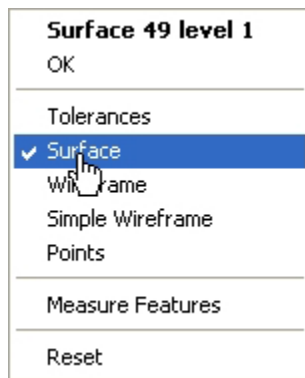 Surface 49 level 1
OK
Tolerances
Surface
Wireframe
Simple Wireframe
Points
Measure Features
Reset